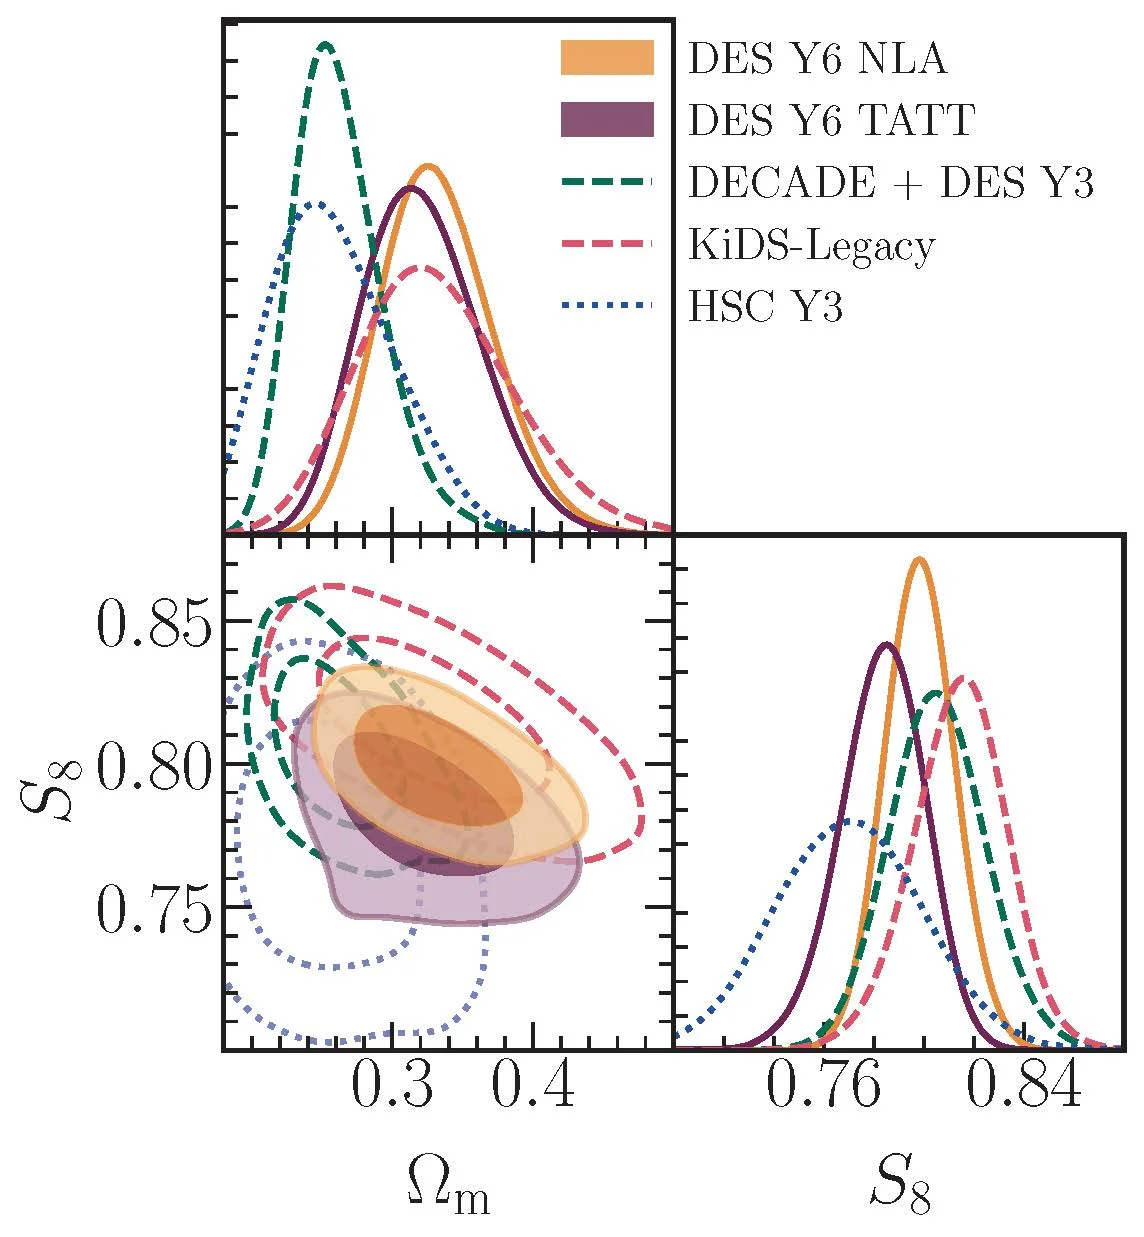 DES Y6 NLA
DES Y6 TATT
DECADE + DES Y3
KiDS-Legacy
HSC Y3
0.85
0.80
0.75
S₈
0.3 0.4
0.76 0.84
Ωₘ
S₈